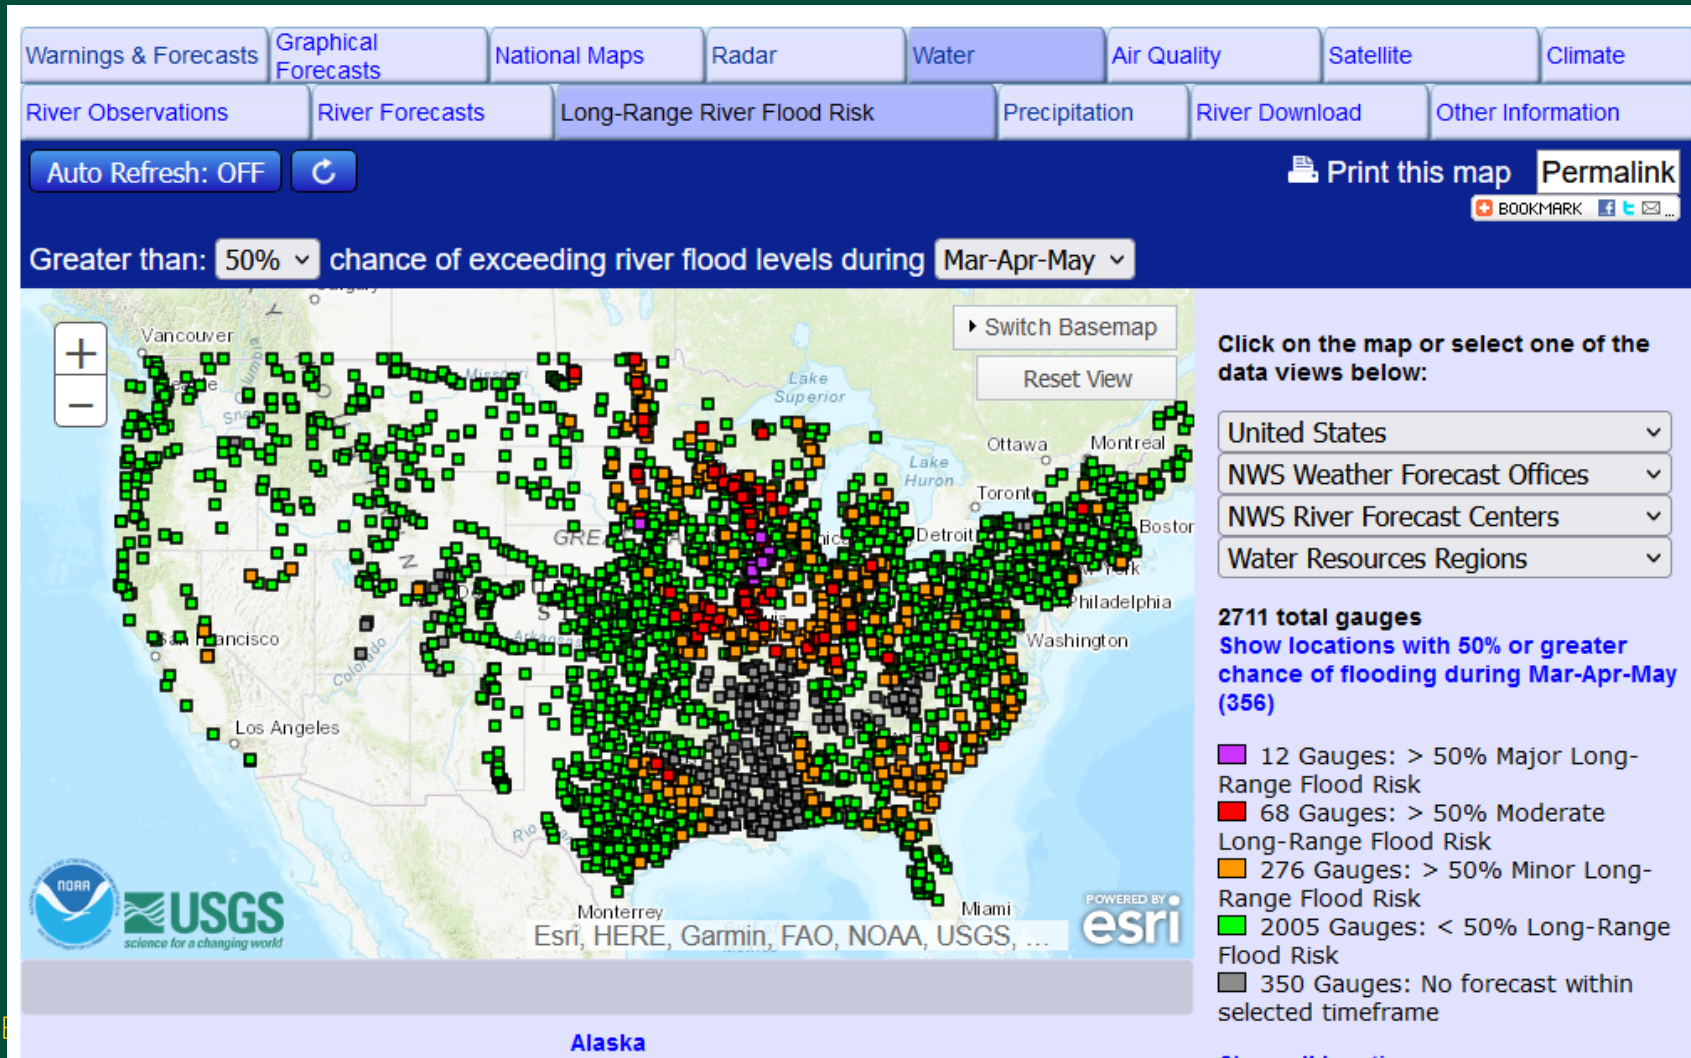 Warnings & Forecasts
Graphical
Forecasts
National Maps
Radar
Water
Air Quality
Satellite
Climate
River Observations
River Forecasts
Long-Range River Flood Risk
Precipitation
River Download
Other Information
Auto Refresh: OFF
Print this map
Permalink
BOOKMARK
Greater than: 50% chance of exceeding river flood levels during Mar-Apr-May
Switch Basemap
Reset View
Vancouver
Missouri
Lake
Superior
Ottawa
Montreal
Lake
Huron
Toronto
Detroit
Boston
Philadelphia
Washington
Arkansas
Colorado
Los Angeles
Monterrey
Miami
NOAA
USGS
science for a changing world
Esri, HERE, Garmin, FAO, NOAA, USGS, ...
POWERED BY
esri
Click on the map or select one of the
data views below:
United States
NWS Weather Forecast Offices
NWS River Forecast Centers
Water Resources Regions
2711 total gauges
Show locations with 50% or greater
chance of flooding during Mar-Apr-May
(356)
12 Gauges: > 50% Major Long-
Range Flood Risk
68 Gauges: > 50% Moderate
Long-Range Flood Risk
276 Gauges: > 50% Minor Long-
Range Flood Risk
2005 Gauges: < 50% Long-Range
Flood Risk
350 Gauges: No forecast within
selected timeframe
Alaska